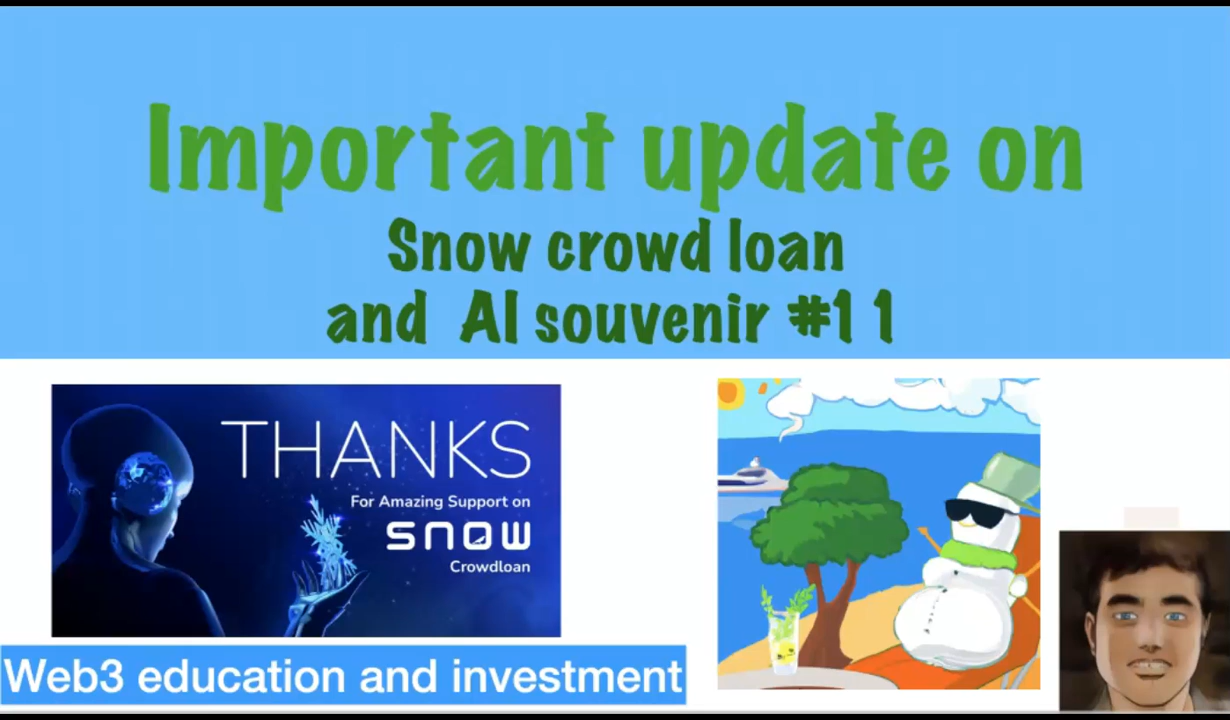 Important update on
Snow crowd loan
and AI souvenir #11
THANKS
For Amazing Support on
SNOW
Crowdloan
Web3 education and investment